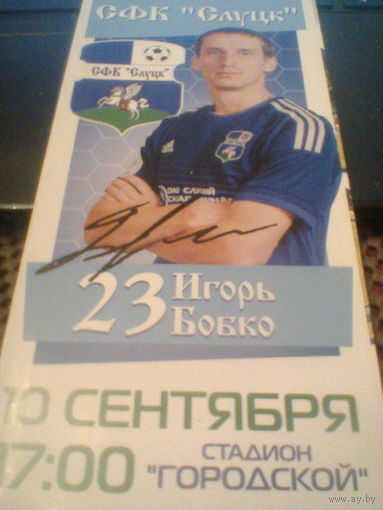 СФК "Слуцк"
СФК "Слуцк"
23 Игорь
Бобко
10 СЕНТЯБРЯ
17:00 СТАДИОН
"ГОРОДСКОЙ"
www.ay.by